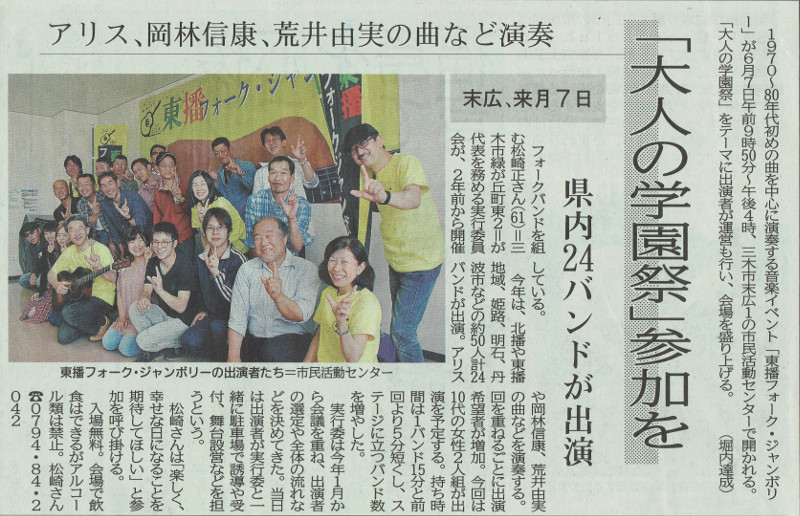 アリス、岡林信康、荒井由実の曲など演奏
「大人の学園祭」参加を
末広、来月7日
県内24バンドが出演
1970~80年代初めの曲を中心に演奏する音楽イベント「東播フォーク・ジャンボリ
ー」が6月7日午前9時50分~午後4時、三木市末広1の市民活動センターで開かれる。
「大人の学園祭」をテーマに出演者が運営も行い、会場を盛り上げる。
(堀内達成)
フォークバンドを組
む松崎正さん(61)=三
木市緑が丘町東2=が
代表を務める実行委員
会が、2年前から開催
している。
今年は、北播や東播
地域、姫路、明石、丹
波市などの約50人計24
バンドが出演。アリス
や岡林信康、荒井由実
の曲などを演奏する。
回を重ねるごとに出演
希望者が増加。今回は
10代の女性2人組が出
演を予定する。持ち時
間は1バンド15分と前
回より5分短くし、ス
テージに立つバンド数
を増やした。
実行委は今年1月か
ら会議を重ね、出演者
の選定や全体の流れな
どを決めてきた。当日
は出演者が実行委と一
緒に駐車場で誘導や受
付、舞台設営などを担
うという。
松崎さんは「楽しく、
幸せな日になることを
期待してほしい」と参
加を呼び掛ける。
入場無料。会場で飲
食はできるがアルコー
ル類は禁止。松崎さん
☎0794・84・2
042
東播
フォーク・ジャンボ
東播
フォーク
東播フォーク・ジャンボリーの出演者たち=市民活動センター